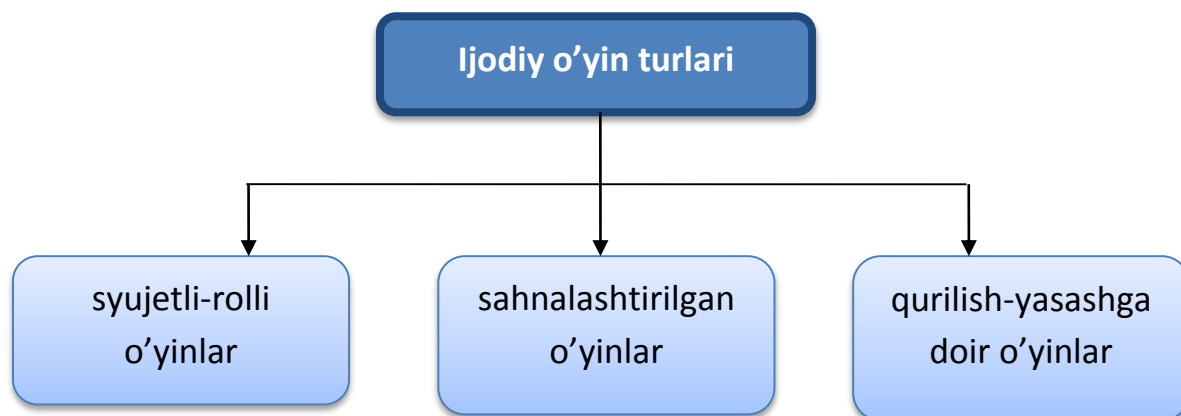 Ijodiy o’yin turlari
syujetli-rolli
o’yinlar
sahnalashtirilgan
o’yinlar
qurilish-yasashga
doir o’yinlar